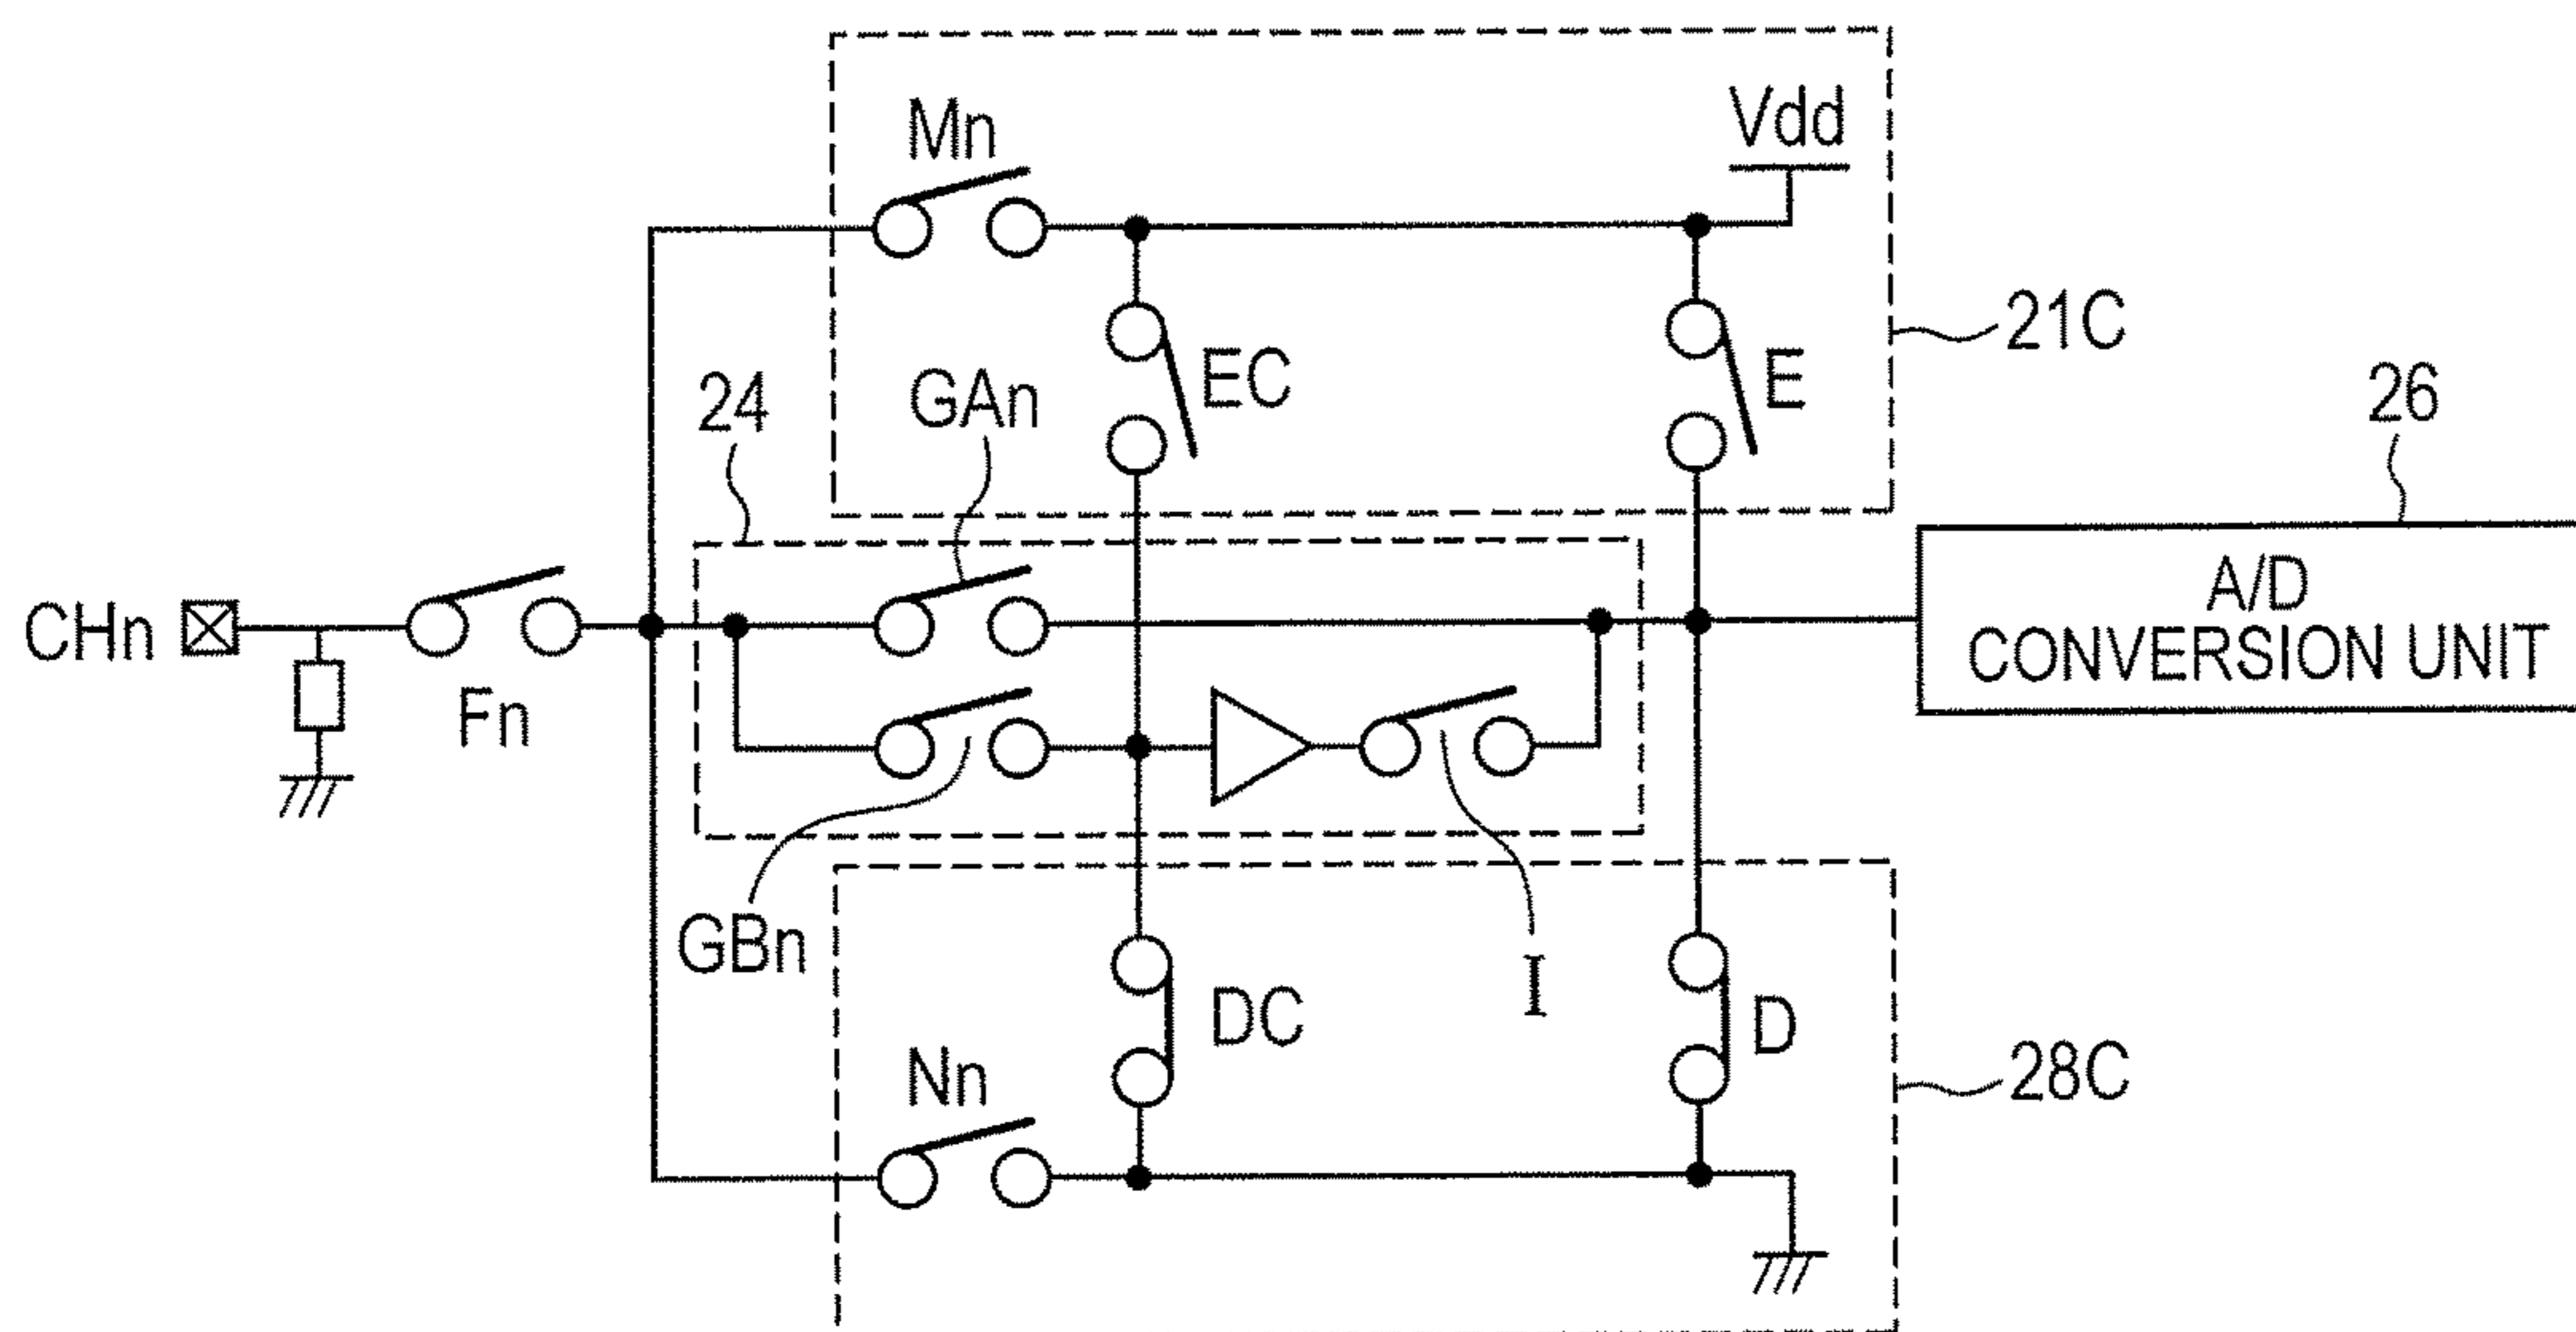 Mn
Vdd
21C
EC
E
24
GAn
26
A/D
CONVERSION UNIT
CHn
Fn
GBn
I
DC
D
Nn
28C